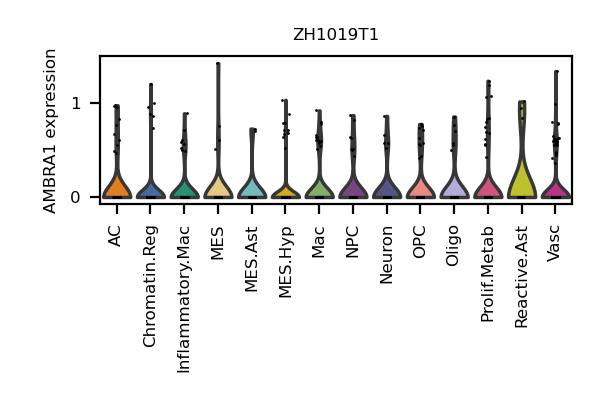 ZH1019T1
AMBRA1 expression
1
0
AC
Chromatin.Reg
Inflammatory.Mac
MES
MES.Ast
MES.Hyp
Mac
NPC
Neuron
OPC
Oligo
Prolif.Metab
Reactive.Ast
Vasc